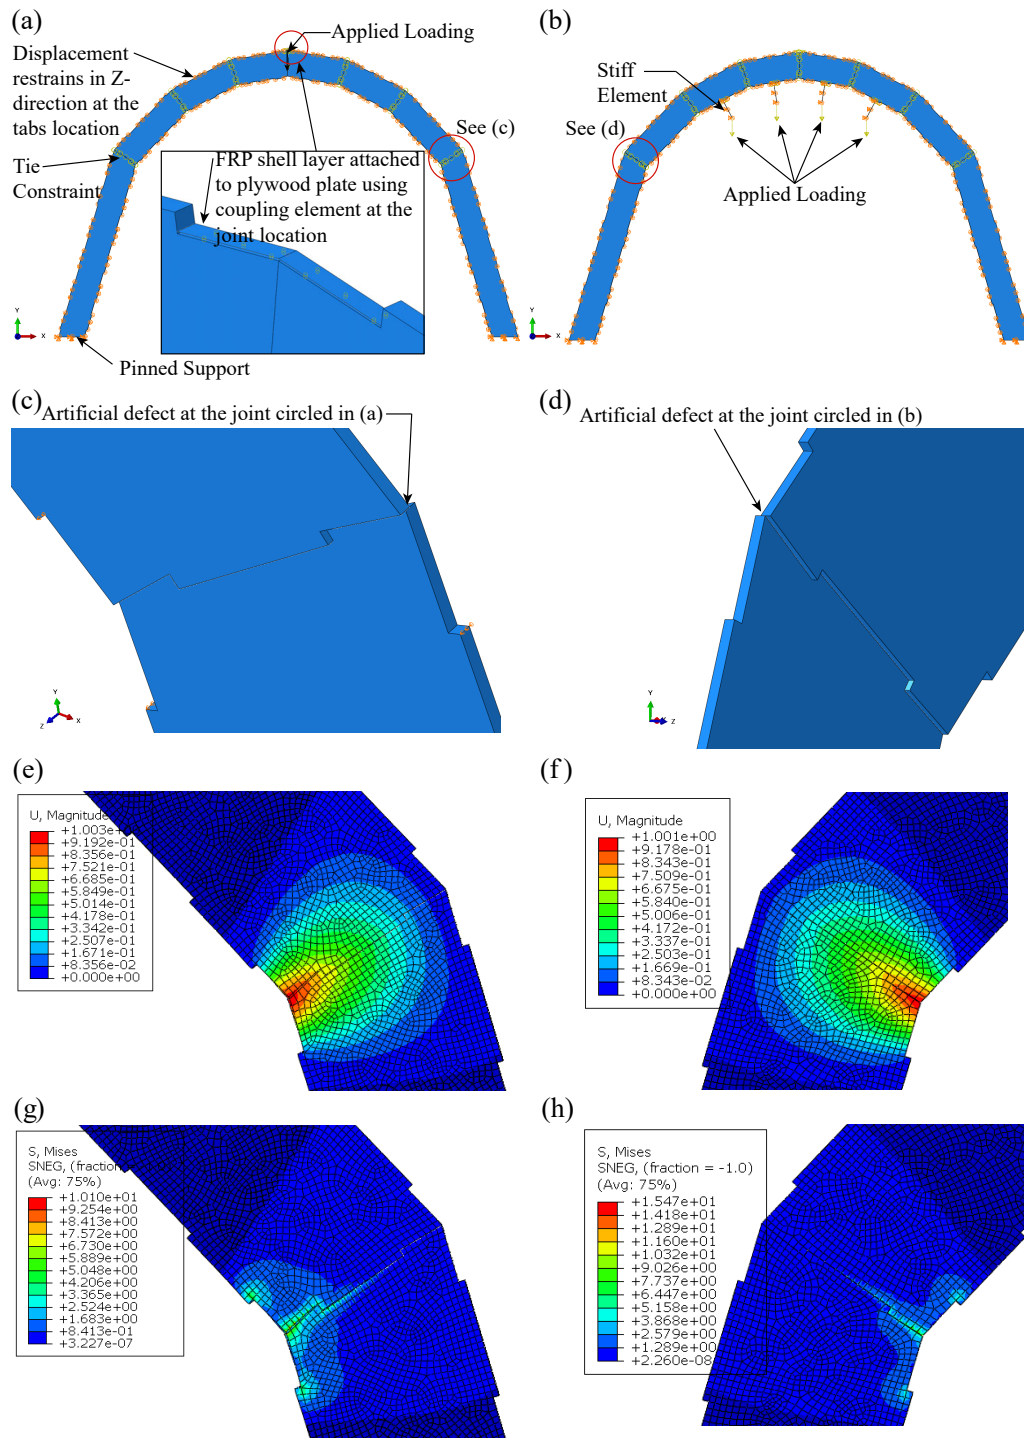 (a)
Applied Loading
Displacement
restrains in Z-
direction at the
tabs location
Tie
Constraint
See (c)
FRP shell layer attached
to plywood plate using
coupling element at the
joint location
Y
X
Pinned Support
(b)
Stiff
Element
See (d)
Applied Loading
Y
X
(c)
Artificial defect at the joint circled in (a)
Y
Z
X
(d)
Artificial defect at the joint circled in (b)
Y
Z
(e)
U, Magnitude
+9.192e-01
+8.356e-01
+7.521e-01
+6.685e-01
+5.849e-01
+5.014e-01
+4.178e-01
+3.342e-01
+2.507e-01
+1.671e-01
+8.356e-02
+0.000e+00
(f)
U, Magnitude
+1.001e+00
+9.178e-01
+8.343e-01
+7.509e-01
+6.675e-01
+5.840e-01
+5.006e-01
+4.172e-01
+3.337e-01
+2.503e-01
+1.669e-01
+8.343e-02
+0.000e+00
(g)
S, Mises
SNEG, (fraction
(Avg: 75%)
+1.010e+01
+9.254e+00
+8.413e+00
+7.572e+00
+6.730e+00
+5.889e+00
+5.048e+00
+4.206e+00
+3.365e+00
+2.524e+00
+1.683e+00
+8.413e-01
+3.227e-07
(h)
S, Mises
SNEG, (fraction = -1.0)
(Avg: 75%)
+1.547e+01
+1.418e+01
+1.289e+01
+1.160e+01
+1.032e+01
+9.026e+00
+7.737e+00
+6.447e+00
+5.158e+00
+3.868e+00
+2.579e+00
+1.289e+00
+2.260e-08